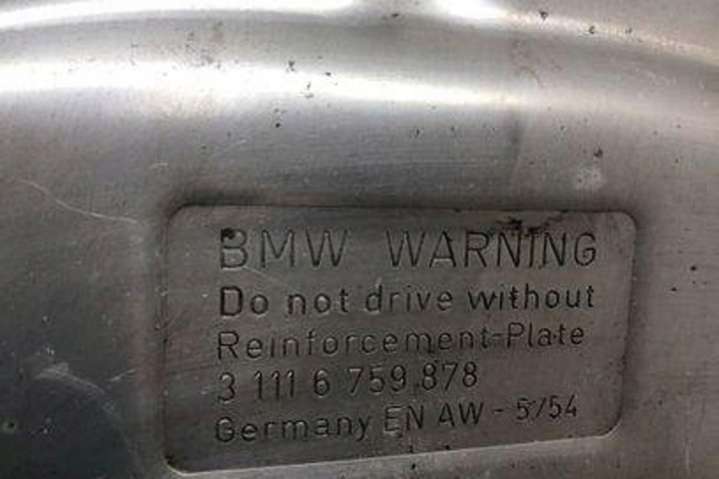 BMW WARNING
Do not drive without
Reinforcement-Plate
3 111 6 759.878
Germany EN AW - 5754